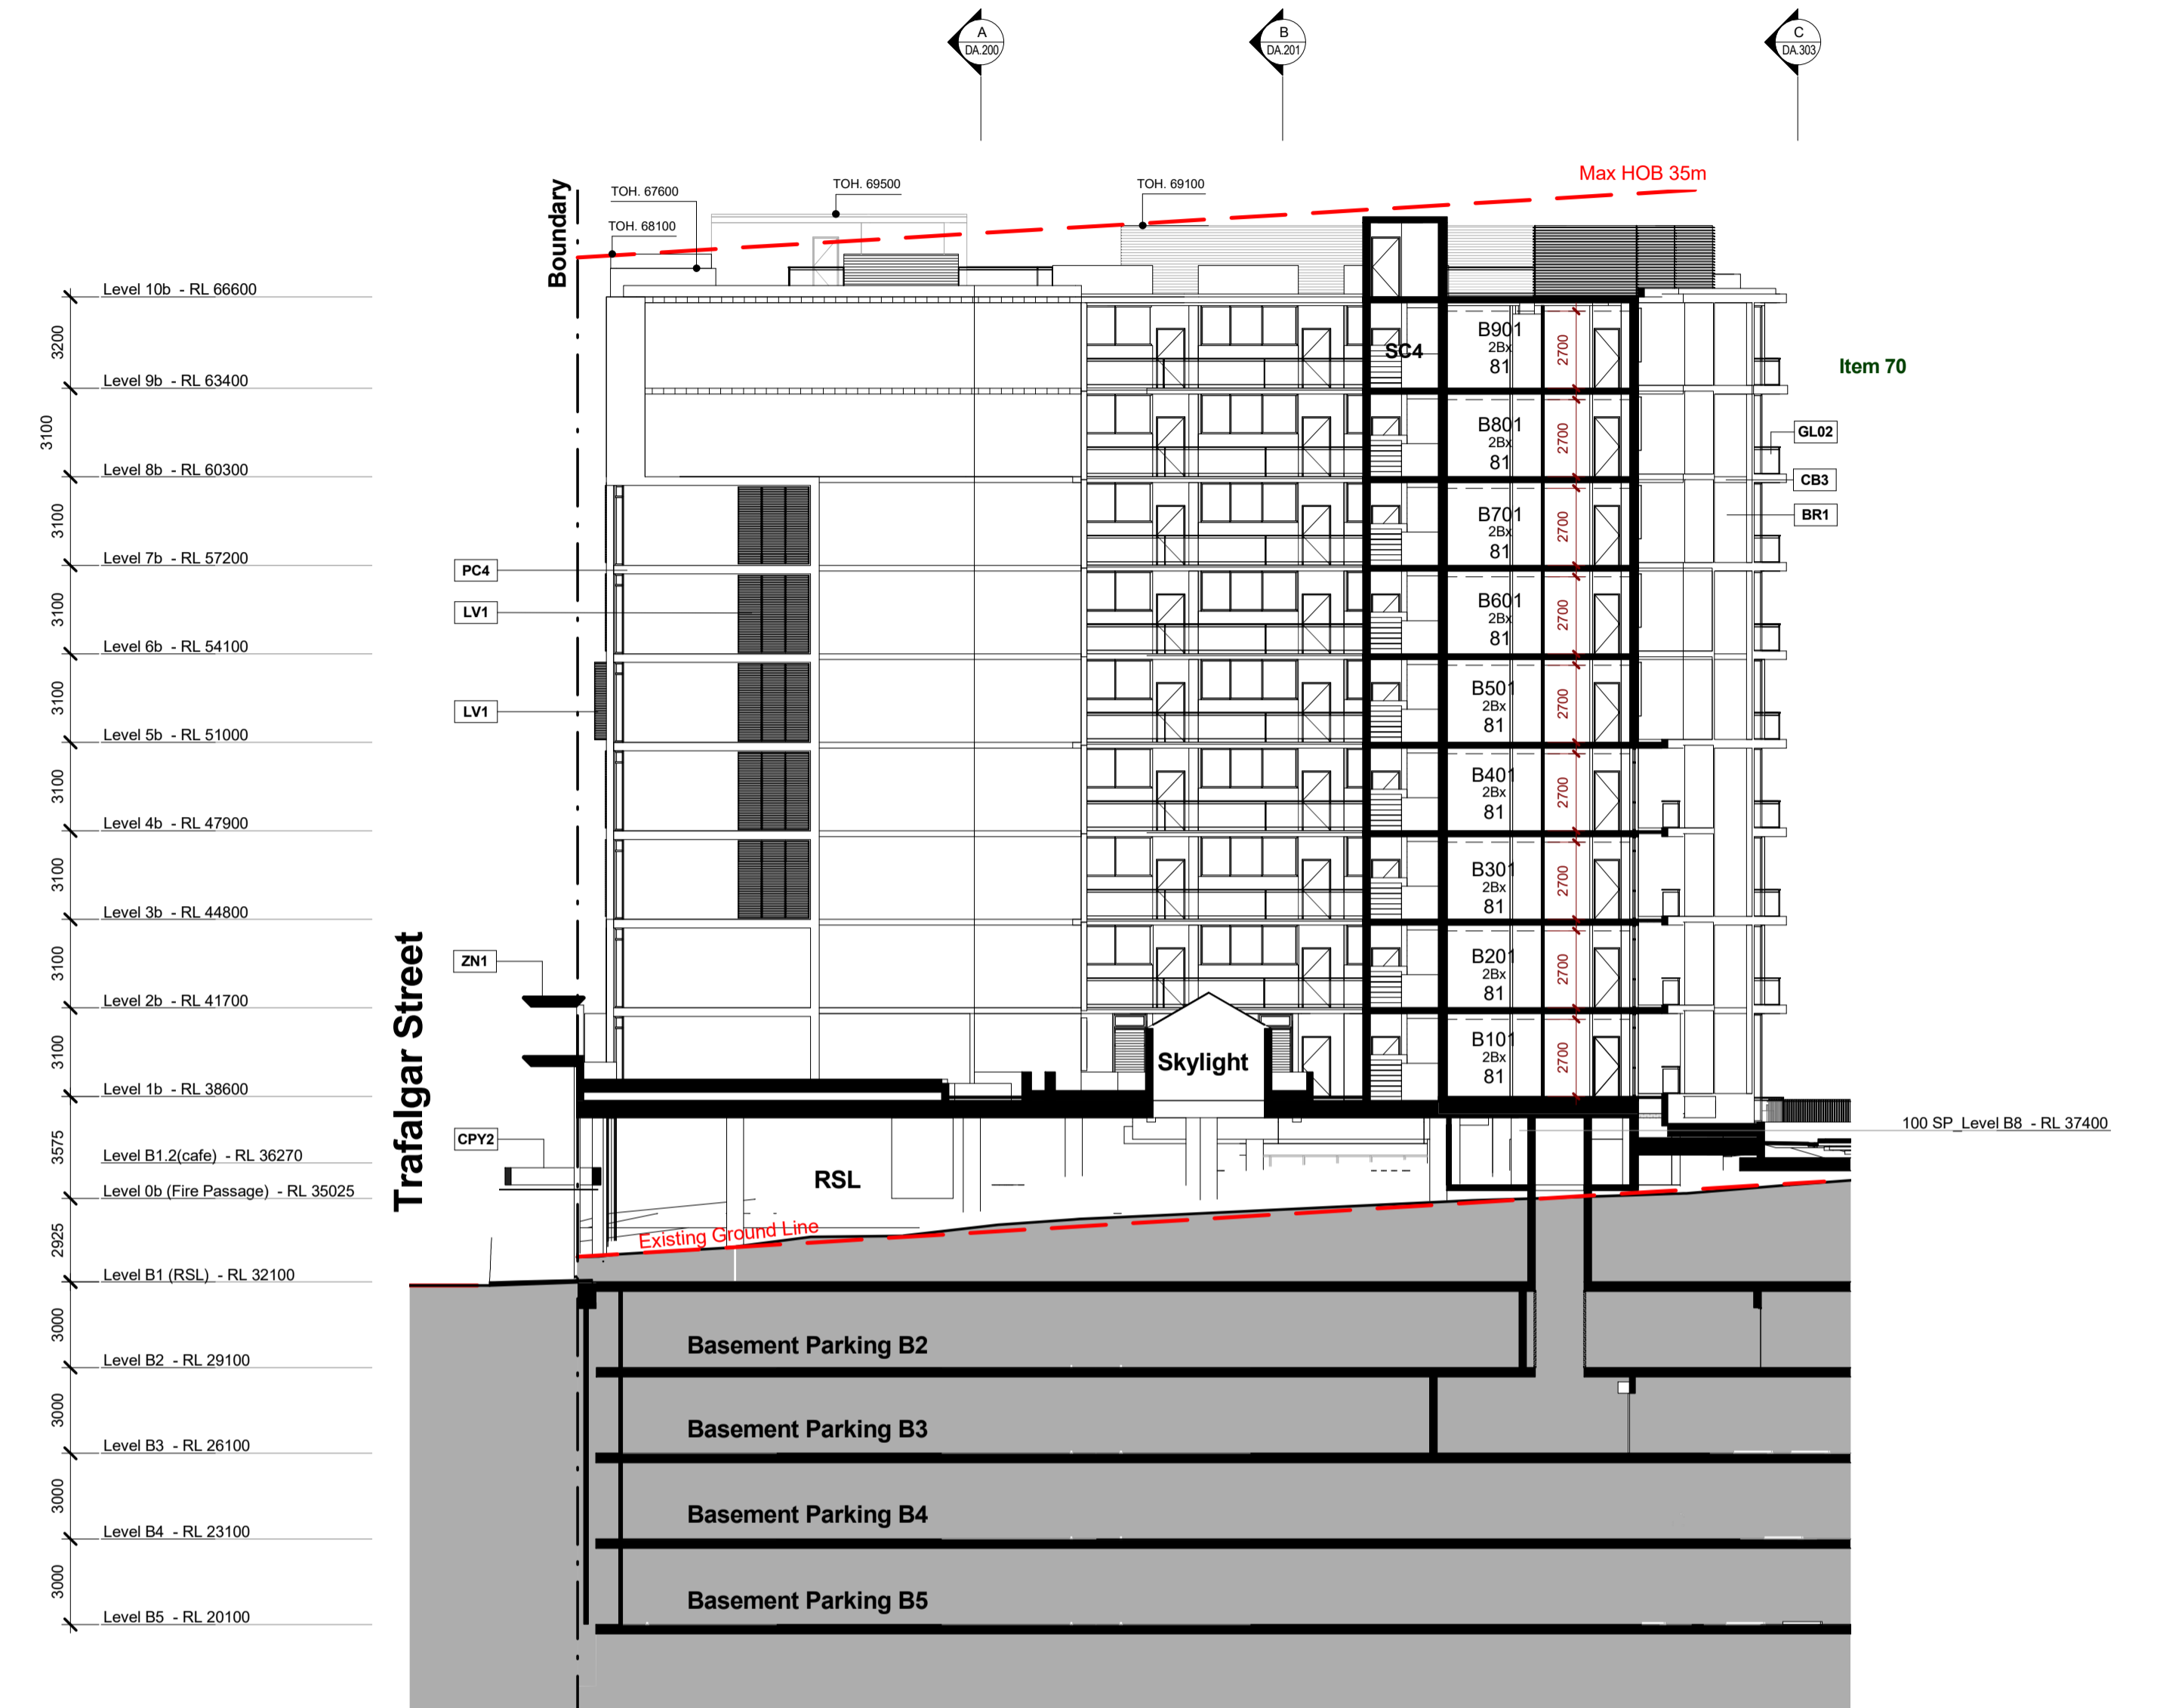 A
DA.200
B
DA.201
C
DA.303
Max HOB 35m
Boundary
TOH. 67600
TOH. 69500
TOH. 69100
TOH. 68100
Level 10b - RL 66600
3200
Level 9b - RL 63400
3100
Level 8b - RL 60300
3100
Level 7b - RL 57200
3100
Level 6b - RL 54100
3100
Level 5b - RL 51000
3100
Level 4b - RL 47900
3100
Level 3b - RL 44800
3100
Level 2b - RL 41700
3100
Level 1b - RL 38600
3575
Level B1.2(cafe) - RL 36270
Level 0b (Fire Passage) - RL 35025
2925
Level B1 (RSL) - RL 32100
3000
Level B2 - RL 29100
3000
Level B3 - RL 26100
3000
Level B4 - RL 23100
3000
Level B5 - RL 20100
Trafalgar Street
PC4
LV1
LV1
ZN1
CPY2
SC4
B901
2Bx
81
2700
B801
2Bx
81
2700
B701
2Bx
81
2700
B601
2Bx
81
2700
B501
2Bx
81
2700
B401
2Bx
81
2700
B301
2Bx
81
2700
B201
2Bx
81
2700
B101
2Bx
81
2700
Item 70
GL02
CB3
BR1
Skylight
100 SP_Level B8 - RL 37400
RSL
Existing Ground Line
Basement Parking B2
Basement Parking B3
Basement Parking B4
Basement Parking B5